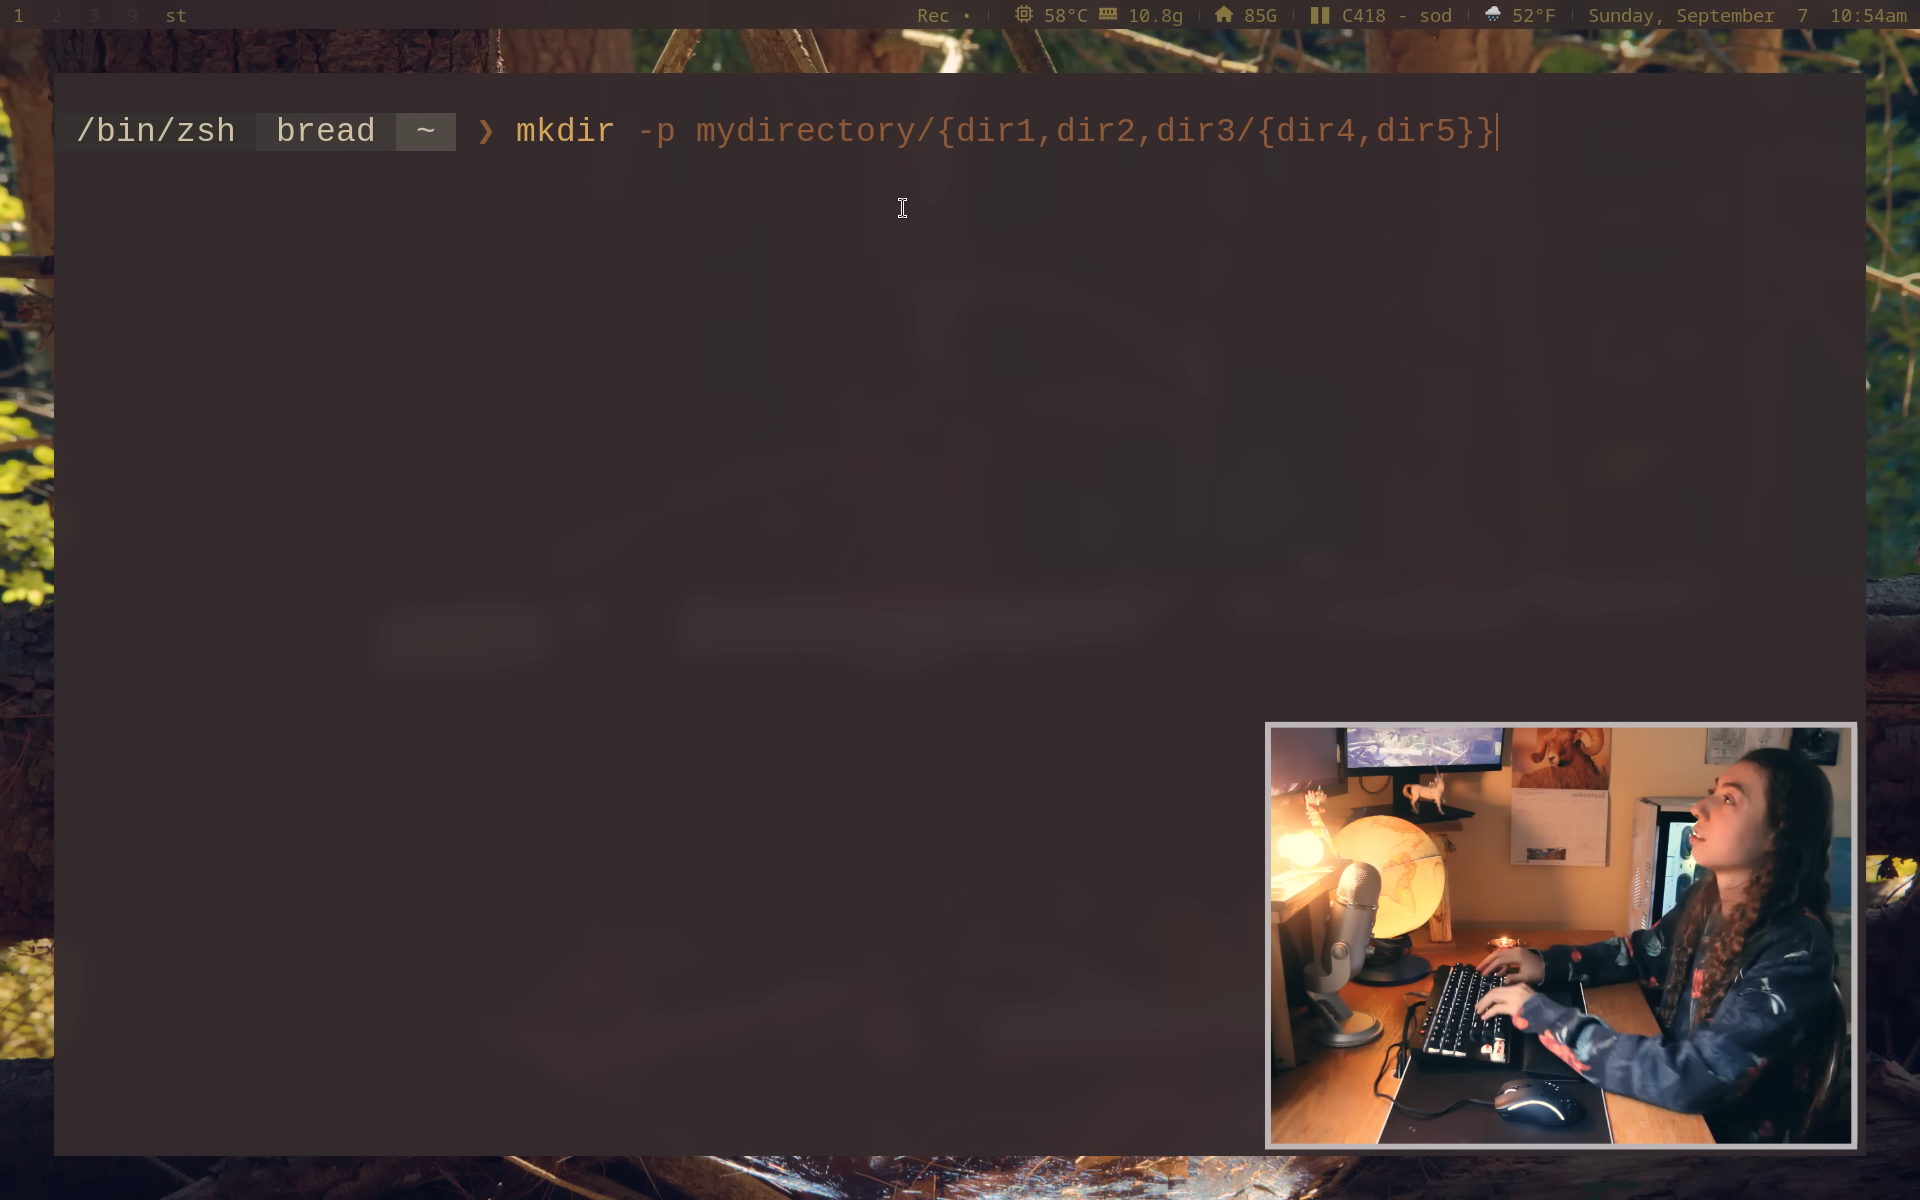 1 2 3 9 st Rec • 58°C 10.8g 85G C418 - sod 52°F Sunday, September 7 10:54am
/bin/zsh bread ~ ❯ mkdir -p mydirectory/{dir1,dir2,dir3/{dir4,dir5}}